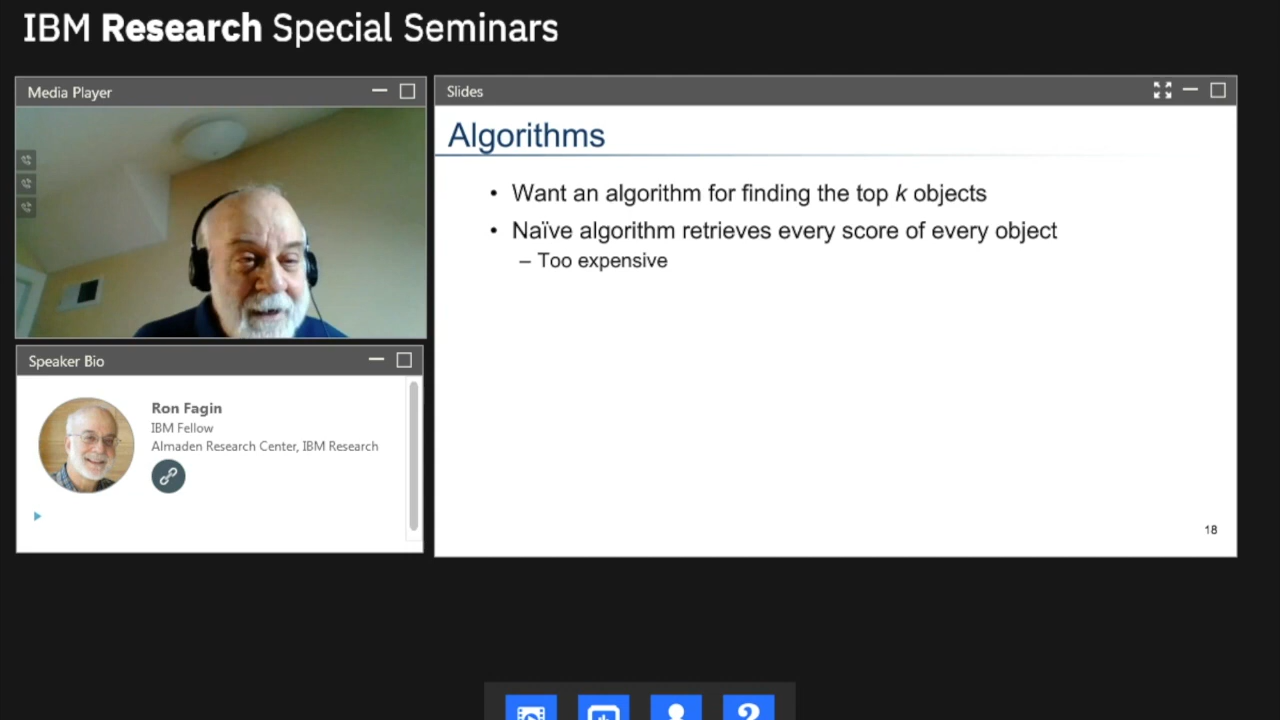 IBM Research Special Seminars
Media Player
Slides
Algorithms
• Want an algorithm for finding the top k objects
• Naïve algorithm retrieves every score of every object
– Too expensive
18
Speaker Bio
Ron Fagin
IBM Fellow
Almaden Research Center, IBM Research
?